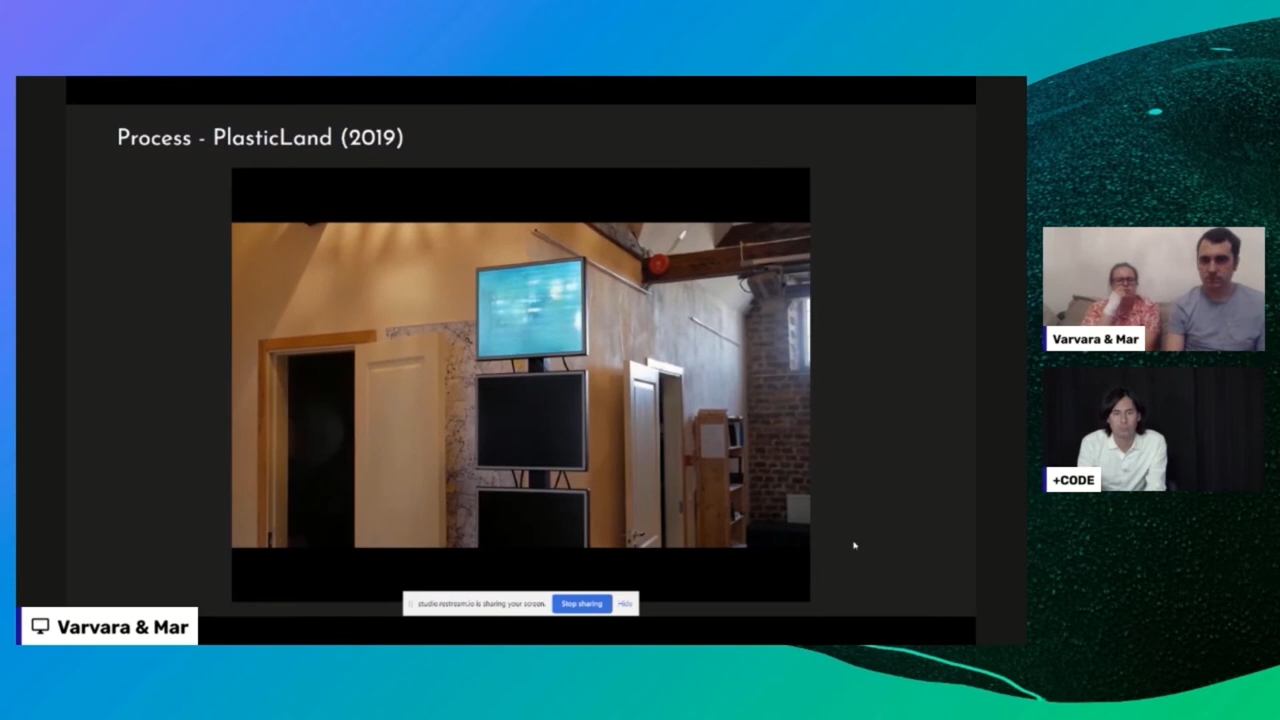 Process - PlasticLand (2019)
Varvara & Mar
+CODE
studio.restream.io is sharing your screen.
Stop sharing
Hide
Varvara & Mar